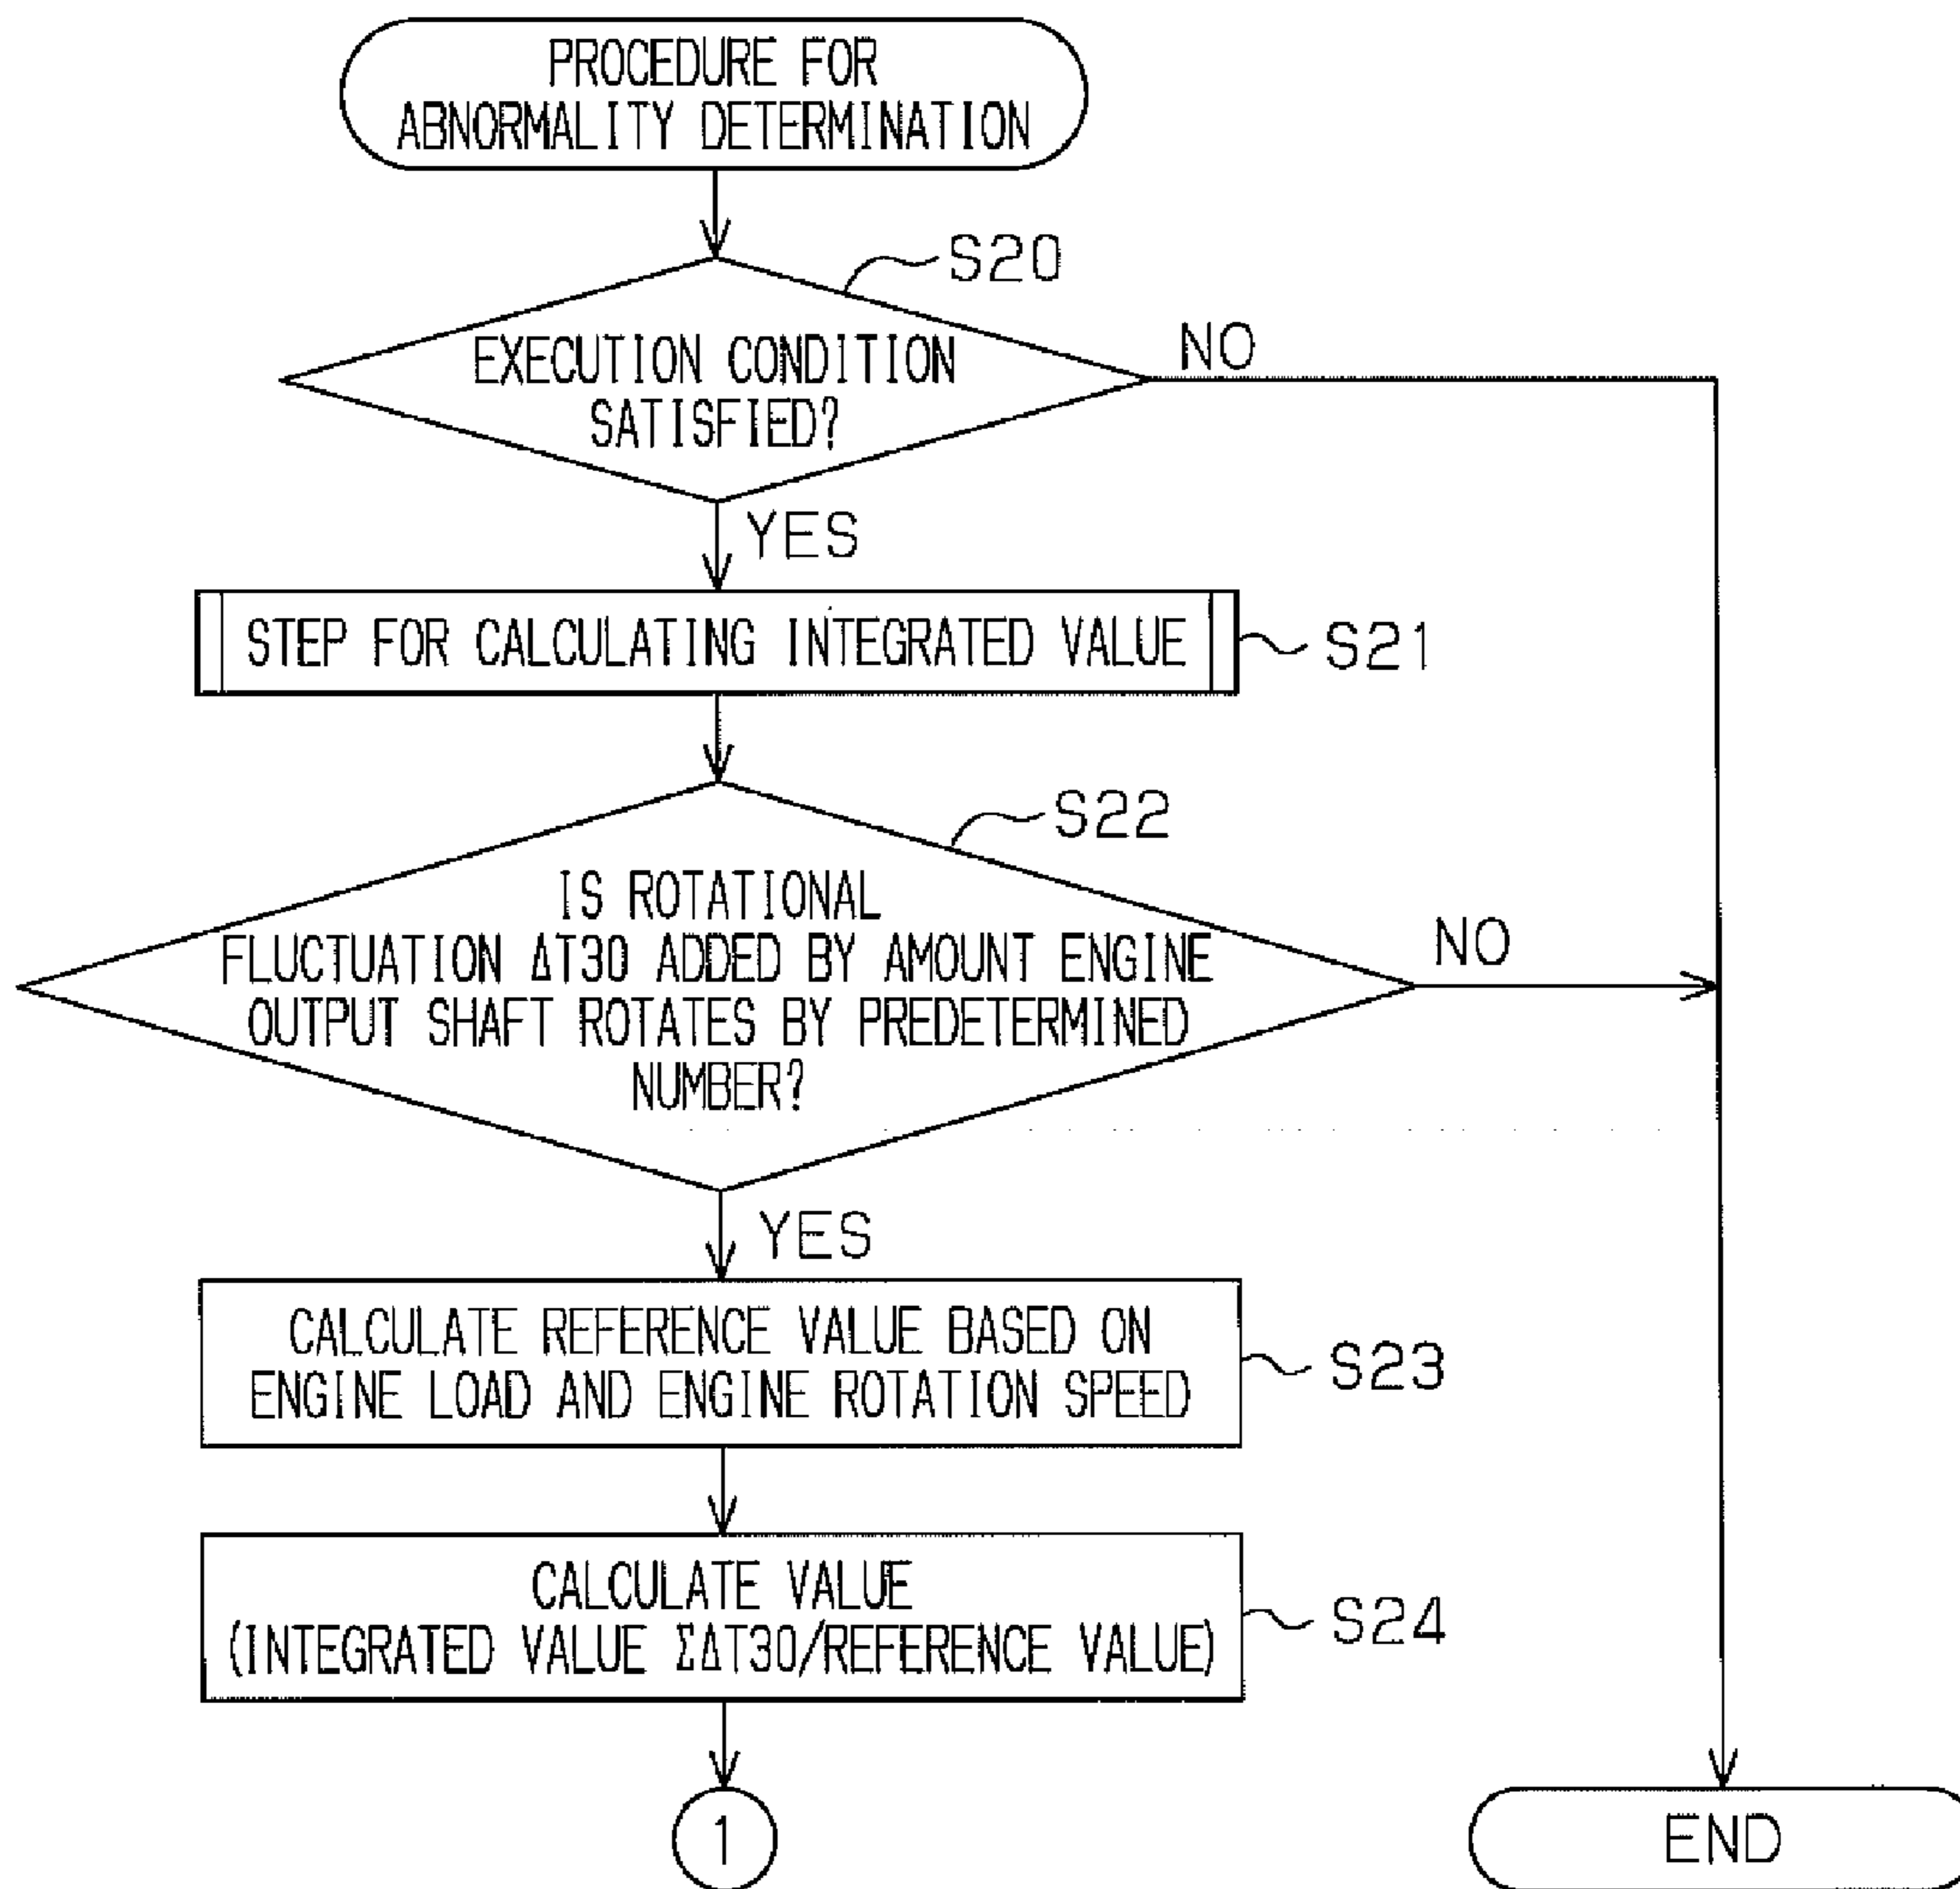 PROCEDURE FOR
ABNORMALITY DETERMINATION
S20
EXECUTION CONDITION
SATISFIED?
NO
YES
STEP FOR CALCULATING INTEGRATED VALUE
S21
S22
IS ROTATIONAL
FLUCTUATION ΔT30 ADDED BY AMOUNT ENGINE
OUTPUT SHAFT ROTATES BY PREDETERMINED
NUMBER?
NO
YES
CALCULATE REFERENCE VALUE BASED ON
ENGINE LOAD AND ENGINE ROTATION SPEED
S23
CALCULATE VALUE
(INTEGRATED VALUE ΣΔT30/REFERENCE VALUE)
S24
1
END